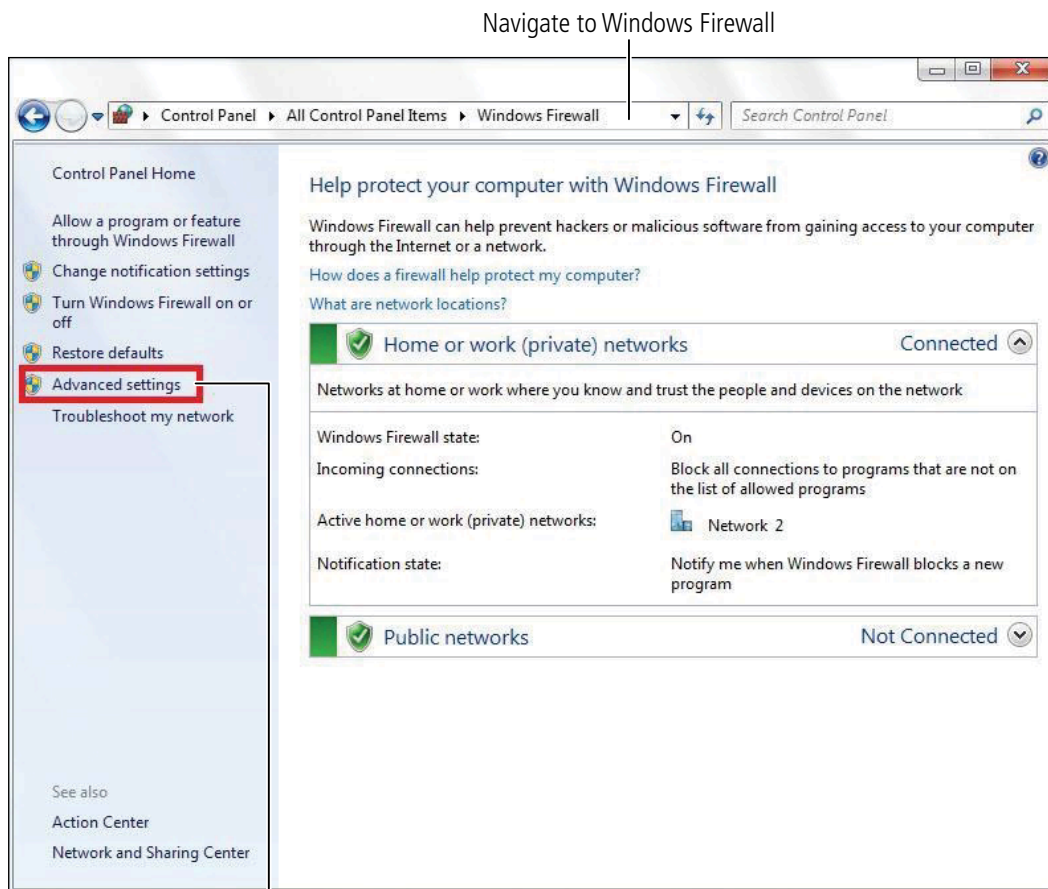 Navigate to Windows Firewall
Control Panel
All Control Panel Items
Windows Firewall
Search Control Panel
Control Panel Home
Allow a program or feature
through Windows Firewall
Change notification settings
Turn Windows Firewall on or
off
Restore defaults
Advanced settings
Troubleshoot my network
See also
Action Center
Network and Sharing Center
Help protect your computer with Windows Firewall
Windows Firewall can help prevent hackers or malicious software from gaining access to your computer
through the Internet or a network.
How does a firewall help protect my computer?
What are network locations?
Home or work (private) networks Connected
Networks at home or work where you know and trust the people and devices on the network
Windows Firewall state: On
Incoming connections: Block all connections to programs that are not on
the list of allowed programs
Active home or work (private) networks: Network 2
Notification state: Notify me when Windows Firewall blocks a new
program
Public networks Not Connected